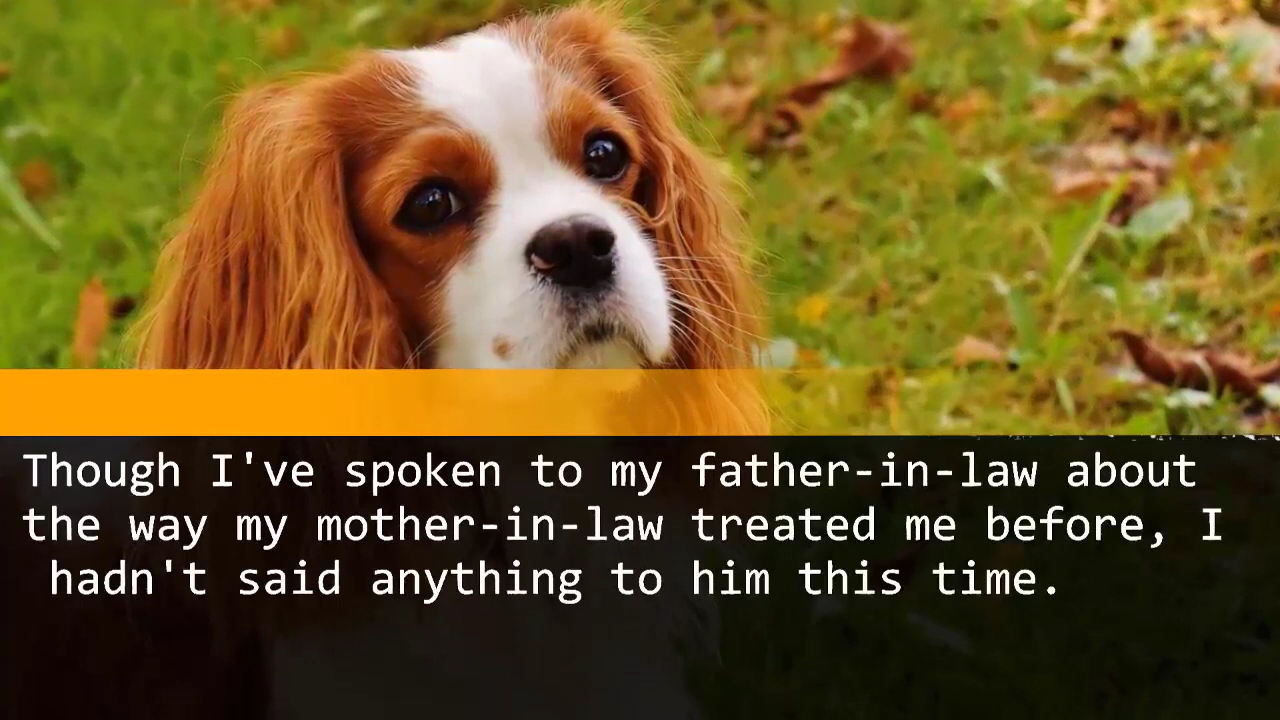 Though I've spoken to my father-in-law about
the way my mother-in-law treated me before, I
hadn't said anything to him this time.